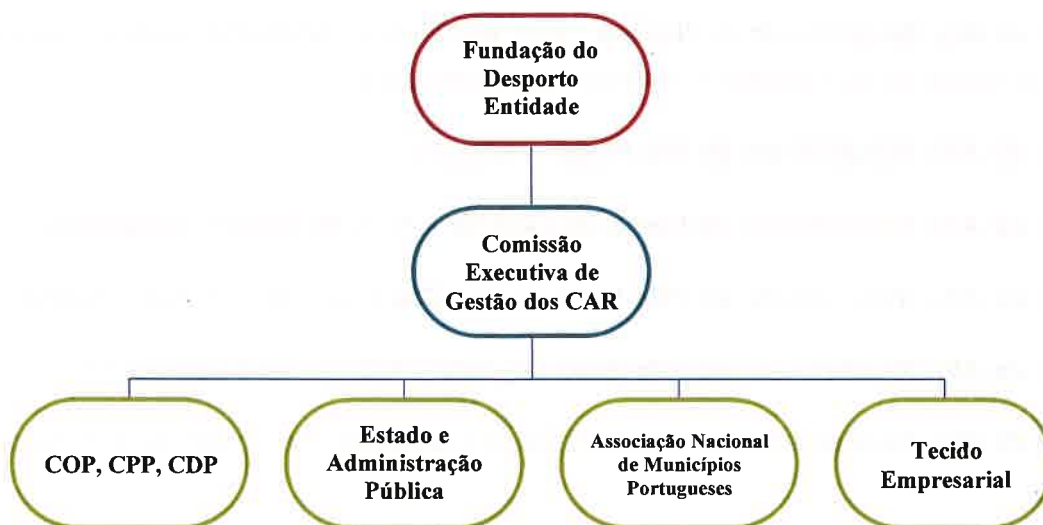 Fundação do
Desporto
Entidade
Comissão
Executiva de
Gestão dos CAR
COP, CPP, CDP
Estado e
Administração
Pública
Associação Nacional
de Municípios
Portugueses
Tecido
Empresarial